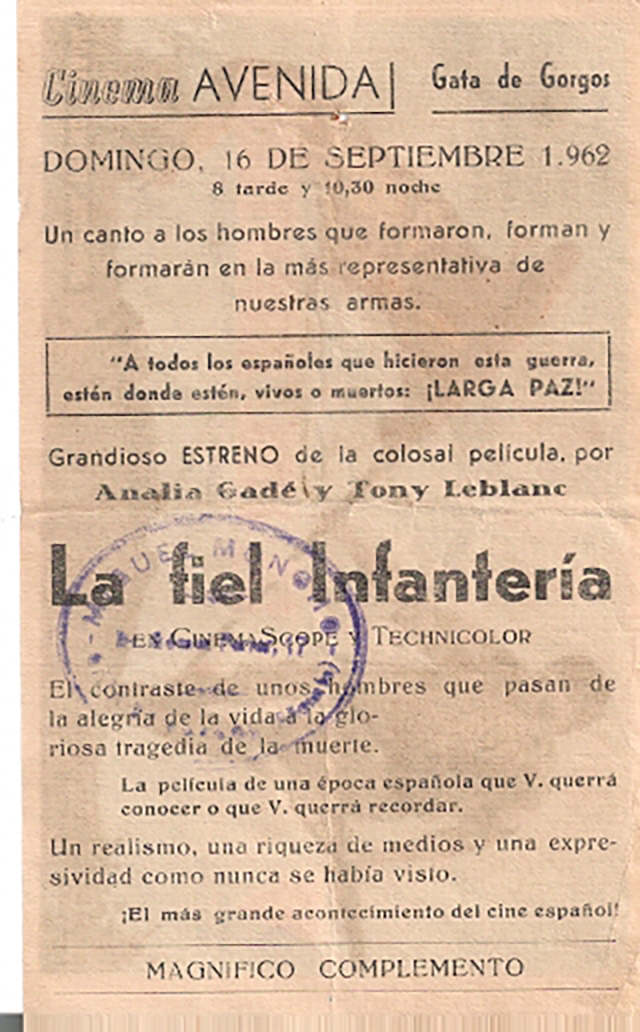 Cinema AVENIDA | Gata de Gorgos
DOMINGO, 16 DE SEPTIEMBRE 1.962
8 tarde y 10,30 noche
Un canto a los hombres que formaron, forman y
formarán en la más representativa de
nuestras armas.
"A todos los españoles que hicieron esta guerra,
estén donde estén, vivos o muertos: ¡LARGA PAZ!"
Grandioso ESTRENO de la colosal película, por
Analia Gadé y Tony Leblanc
La fiel Infantería
EN CINEMASCOPE Y TECHNICOLOR
El contraste de unos hombres que pasan de
la alegría de la vida a la glo-
riosa tragedia de la muerte.
La película de una época española que V. querrá
conocer o que V. querrá recordar.
Un realismo, una riqueza de medios y una expre-
sividad como nunca se había visto.
¡El más grande acontecimiento del cine español!
MAGNIFICO COMPLEMENTO
MIGUEL